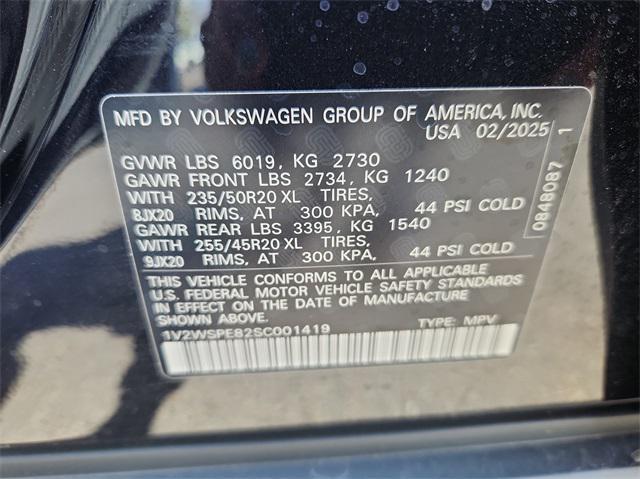 MFD BY VOLKSWAGEN GROUP OF AMERICA, INC.
USA 02/2025
GVWR LBS 6019, KG 2730
GAWR FRONT LBS 2734, KG 1240
WITH 235/50R20 XL TIRES,
8JX20 RIMS, AT 300 KPA, 44 PSI COLD
GAWR REAR LBS 3395, KG 1540
WITH 255/45R20 XL TIRES,
9JX20 RIMS, AT 300 KPA, 44 PSI COLD
THIS VEHICLE CONFORMS TO ALL APPLICABLE
U.S. FEDERAL MOTOR VEHICLE SAFETY STANDARDS
IN EFFECT ON THE DATE OF MANUFACTURE
SHOWN ABOVE.
1V2WSPE82SC001419 TYPE: MPV
0848087 1